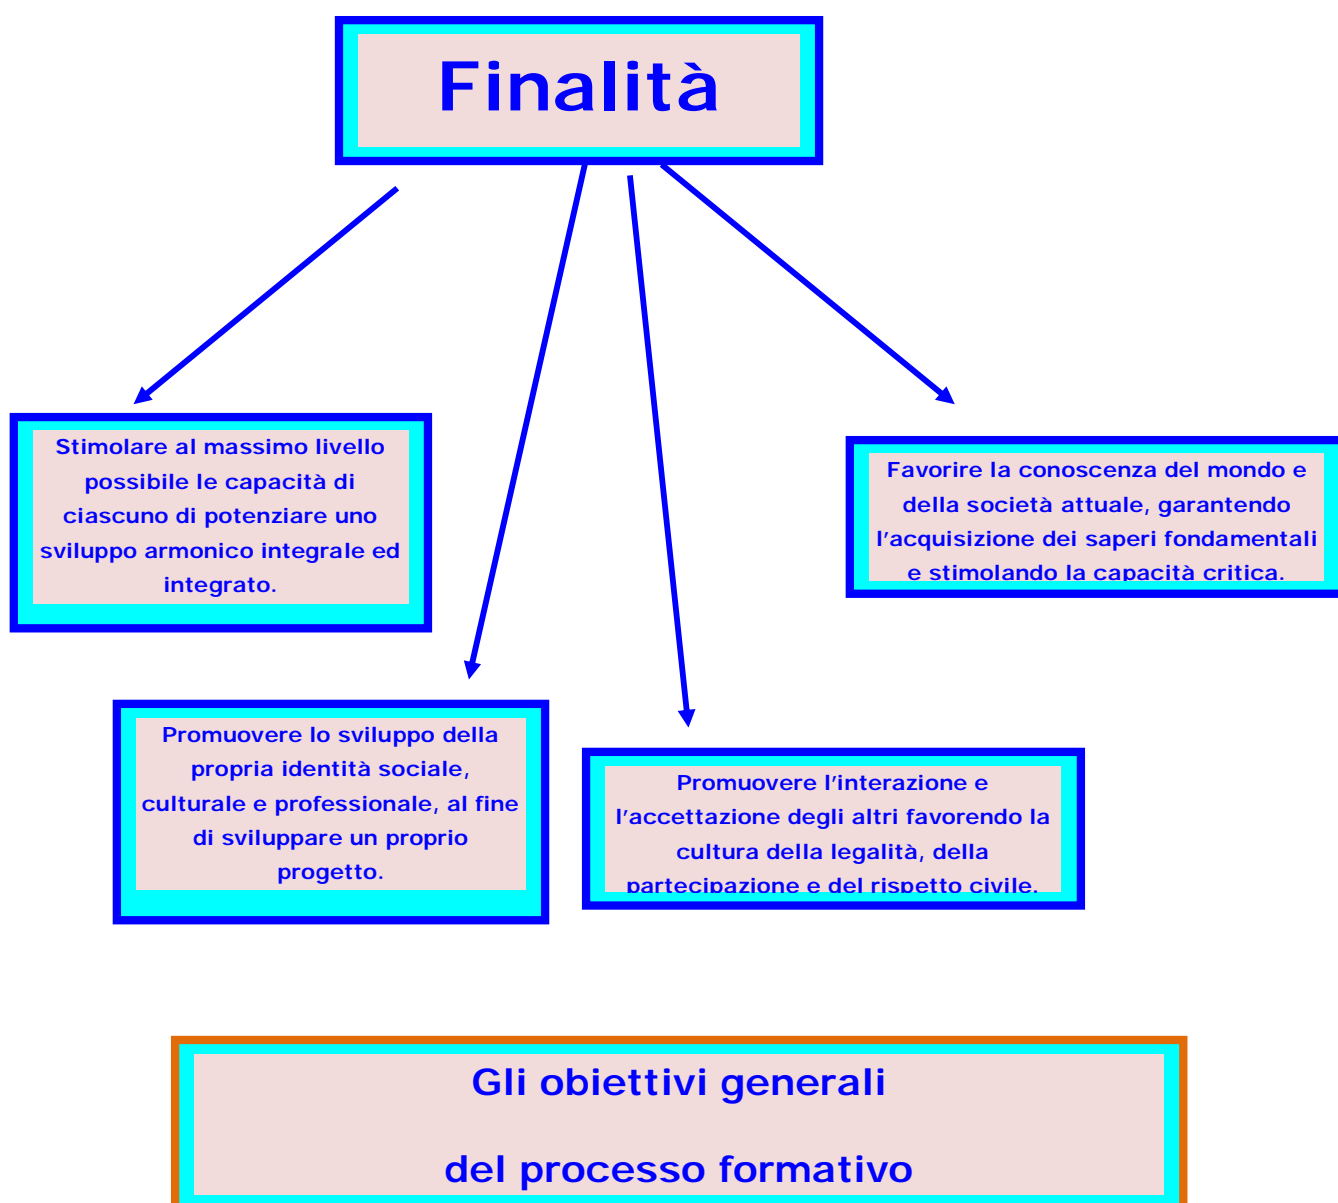 Finalità
Stimolare al massimo livello
possibile le capacità di
ciascuno di potenziare uno
sviluppo armonico integrale ed
integrato.
Favorire la conoscenza del mondo e
della società attuale, garantendo
l'acquisizione dei saperi fondamentali
e stimolando la capacità critica.
Promuovere lo sviluppo della
propria identità sociale,
culturale e professionale, al fine
di sviluppare un proprio
progetto.
Promuovere l'interazione e
l'accettazione degli altri favorendo la
cultura della legalità, della
partecipazione e del rispetto civile.
Gli obiettivi generali
del processo formativo